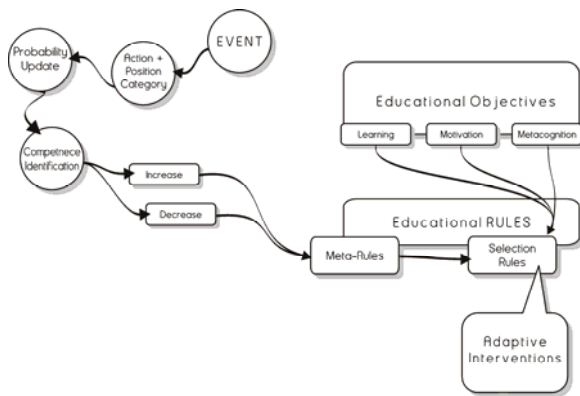 EVENT
Action +
Position
Category
Probability
Update
Competnece
Identification
Increase
Decrease
Educational Objectives
Learning
Motivation
Metacognition
Educational RULES
Meta-Rules
Selection
Rules
Adaptive
Interventions